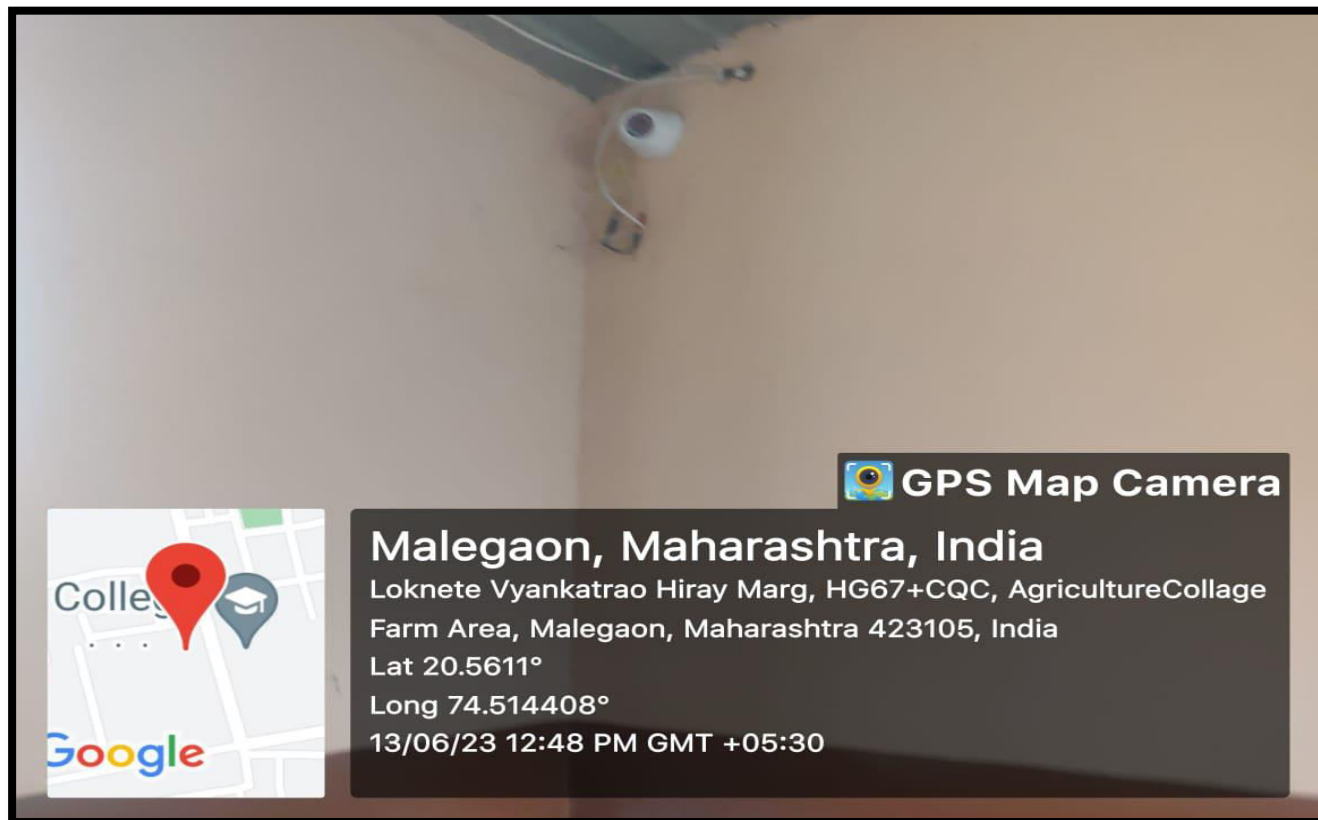 GPS Map Camera
Malegaon, Maharashtra, India
Loknete Vyankatrao Hiray Marg, HG67+CQC, AgricultureCollage
Farm Area, Malegaon, Maharashtra 423105, India
Lat 20.5611°
Long 74.514408°
13/06/23 12:48 PM GMT +05:30
Google